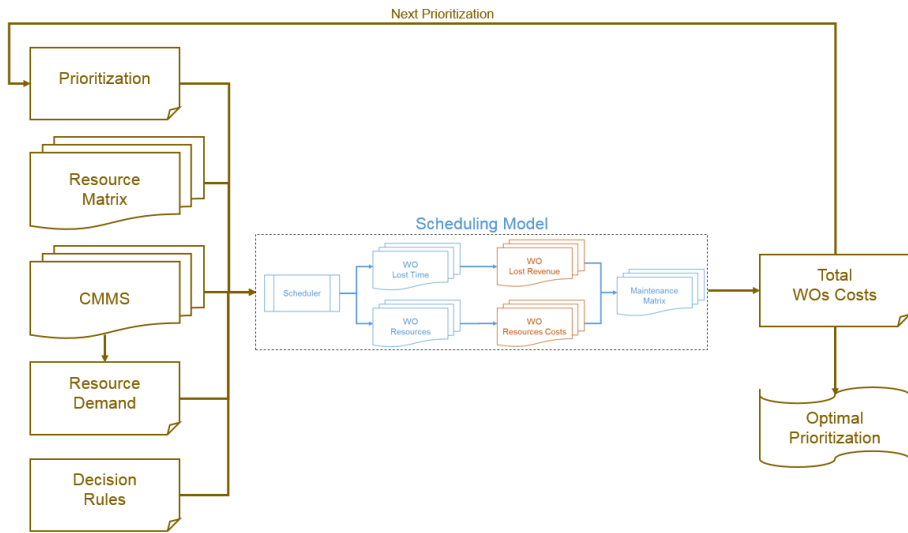 Next Prioritization
Prioritization
Resource
Matrix
CMMS
Resource
Demand
Decision
Rules
Scheduling Model
Scheduler
WO
Lost Time
WO
Lost Revenue
WO
Resources
WO
Resources Costs
Maintenance
Matrix
Total
WOs Costs
Optimal
Prioritization